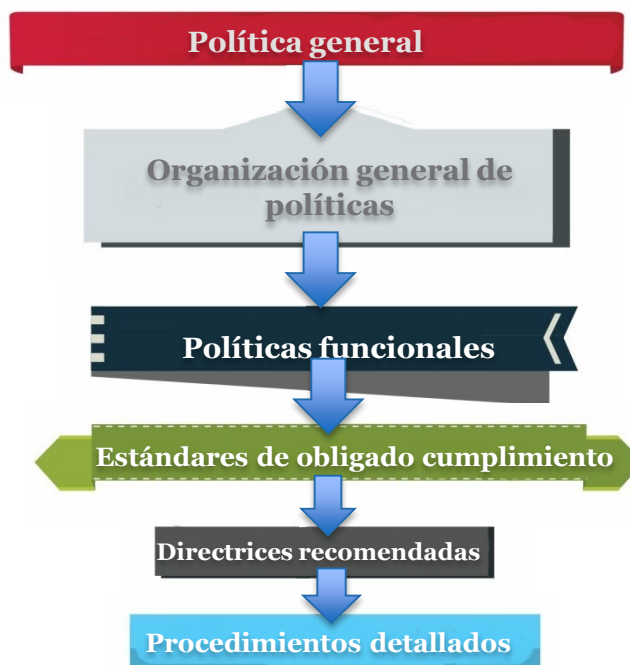 Política general
Organización general de
políticas
Políticas funcionales
Estándares de obligado cumplimiento
Directrices recomendadas
Procedimientos detallados